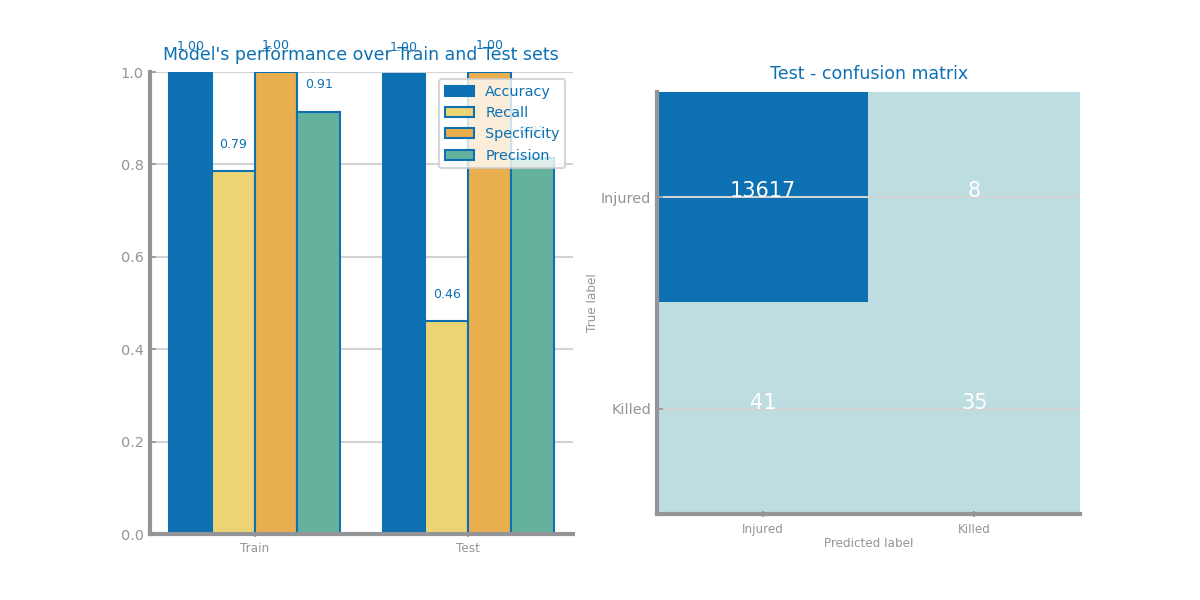 Model's performance over Train and Test sets
1.00
1.00
1.00
1.00
0.91
0.79
0.46
1.0
0.8
0.6
0.4
0.2
0.0
Accuracy
Recall
Specificity
Precision
Train
Test
Test - confusion matrix
True label
Injured
13617
8
Killed
41
35
Injured
Killed
Predicted label